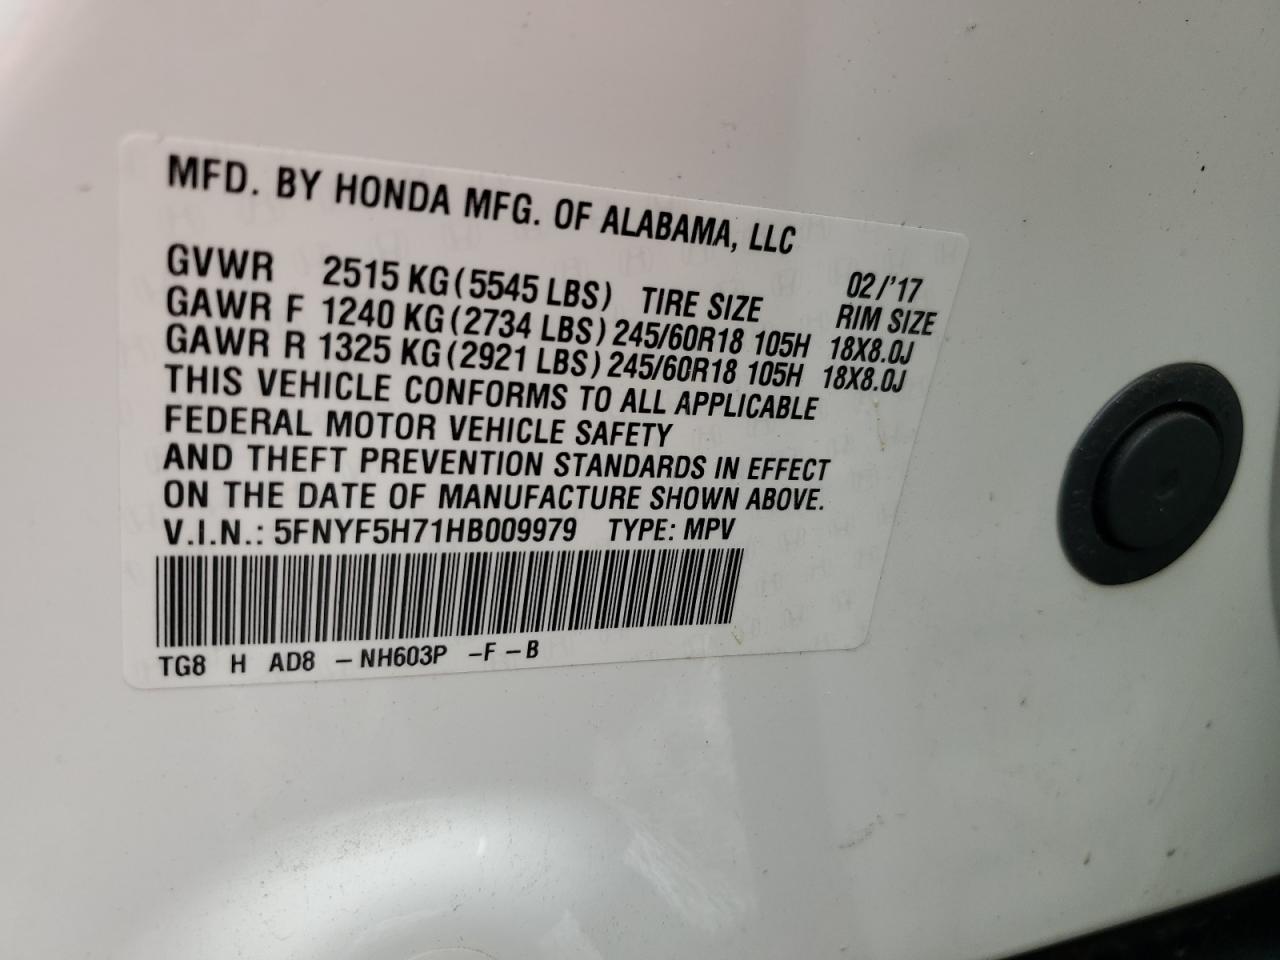 MFD. BY HONDA MFG. OF ALABAMA, LLC
02/'17
GVWR 2515 KG (5545 LBS) TIRE SIZE RIM SIZE
GAWR F 1240 KG (2734 LBS) 245/60R18 105H 18X8.0J
GAWR R 1325 KG (2921 LBS) 245/60R18 105H 18X8.0J
THIS VEHICLE CONFORMS TO ALL APPLICABLE
FEDERAL MOTOR VEHICLE SAFETY
AND THEFT PREVENTION STANDARDS IN EFFECT
ON THE DATE OF MANUFACTURE SHOWN ABOVE.
V.I.N.: 5FNYF5H71HB009979 TYPE: MPV
TG8 H AD8 - NH603P - F - B